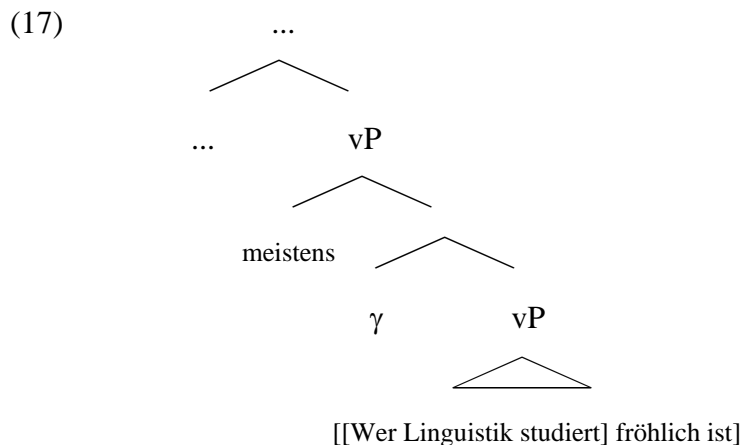 (17) ...
... vP
meistens
γ vP
[[Wer Linguistik studiert] fröhlich ist]